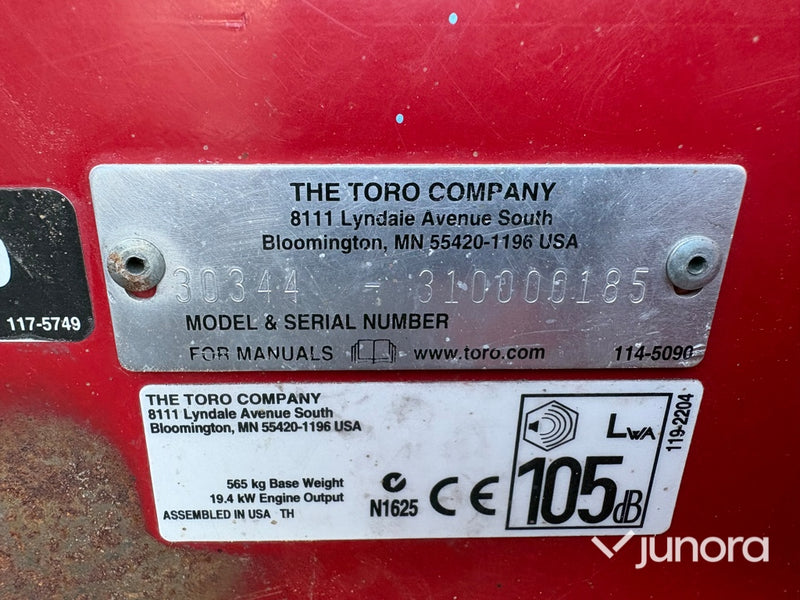 THE TORO COMPANY
8111 Lyndale Avenue South
Bloomington, MN 55420-1196 USA
30344 - 310000185
MODEL & SERIAL NUMBER
FOR MANUALS www.toro.com 114-5090
117-5749
THE TORO COMPANY
8111 Lyndale Avenue South
Bloomington, MN 55420-1196 USA
565 kg Base Weight
19.4 kW Engine Output
ASSEMBLED IN USA TH
N1625
CE
LWA
105dB
119-2204
junora